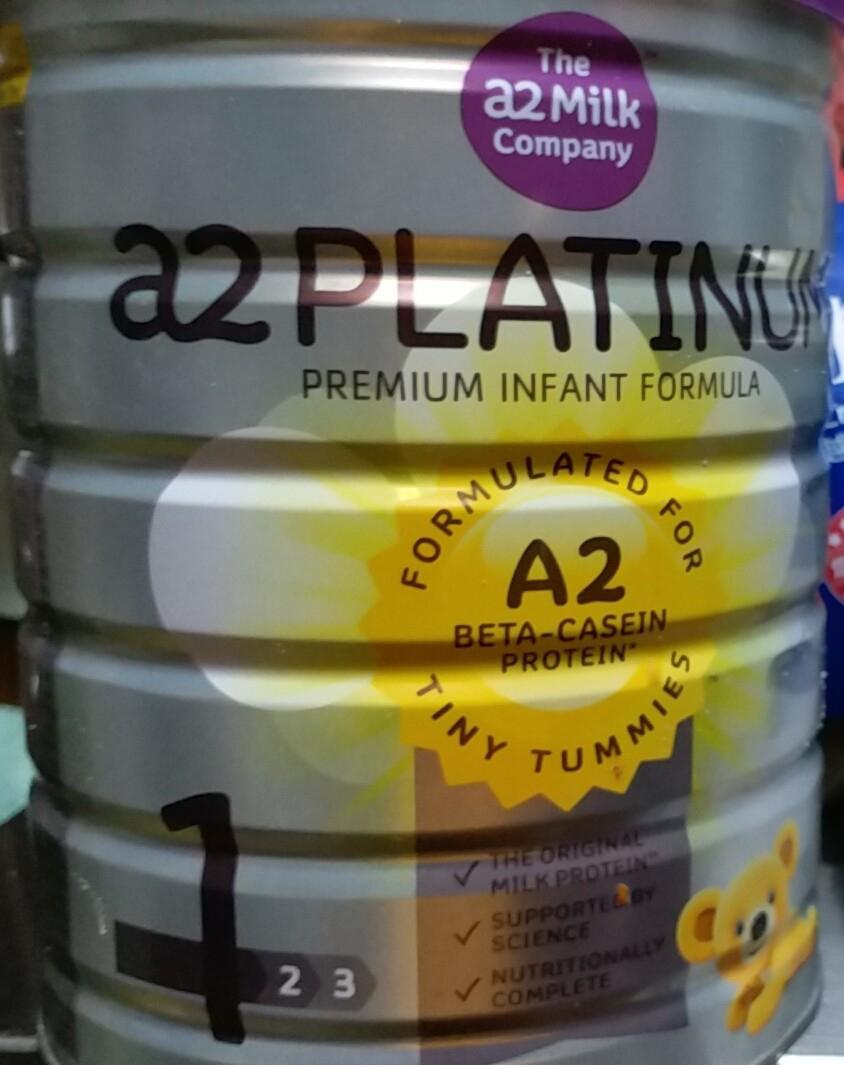 The
a2 Milk
Company
a2 PLATINUM
PREMIUM INFANT FORMULA
FORMULATED FOR
A2
BETA-CASEIN
PROTEIN*
TINY TUMMIES
✓ THE ORIGINAL
MILK PROTEIN™
✓ SUPPORTED BY
SCIENCE
✓ NUTRITIONALLY
COMPLETE
1 2 3